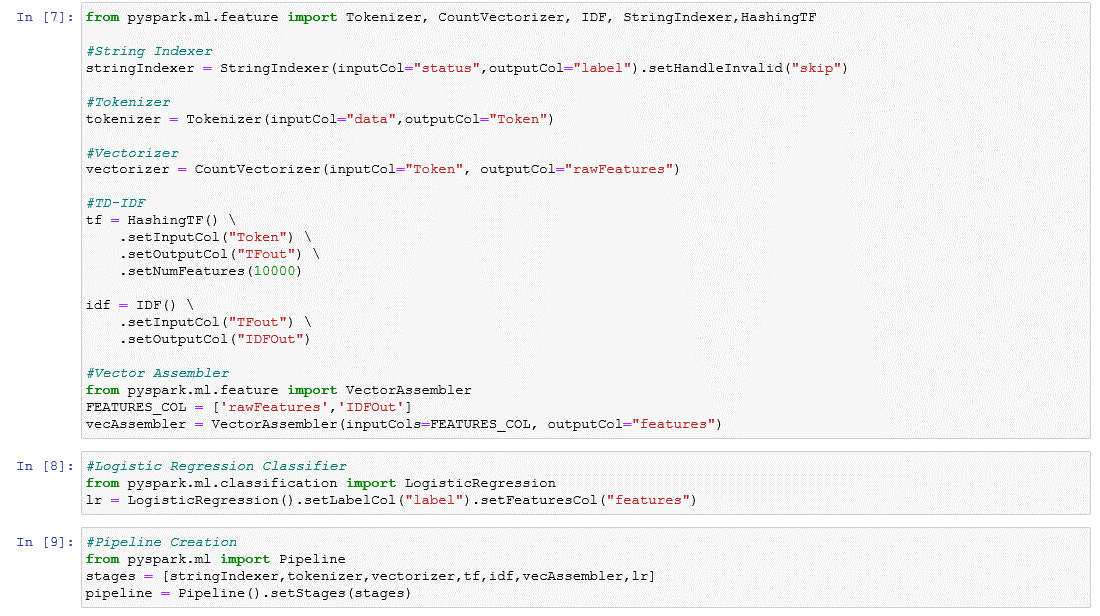 In [7]: from pyspark.ml.feature import Tokenizer, CountVectorizer, IDF, StringIndexer,HashingTF
#String Indexer
stringIndexer = StringIndexer(inputCol="status",outputCol="label").setHandleInvalid("skip")
#Tokenizer
tokenizer = Tokenizer(inputCol="data",outputCol="Token")
#Vectorizer
vectorizer = CountVectorizer(inputCol="Token", outputCol="rawFeatures")
#TD-IDF
tf = HashingTF() \
    .setInputCol("Token") \
    .setOutputCol("TFout") \
    .setNumFeatures(10000)
idf = IDF() \
    .setInputCol("TFout") \
    .setOutputCol("IDFOut")
#Vector Assembler
from pyspark.ml.feature import VectorAssembler
FEATURES_COL = ['rawFeatures','IDFOut']
vecAssembler = VectorAssembler(inputCols=FEATURES_COL, outputCol="features")
In [8]: #Logistic Regression Classifier
from pyspark.ml.classification import LogisticRegression
lr = LogisticRegression().setLabelCol("label").setFeaturesCol("features")
In [9]: #Pipeline Creation
from pyspark.ml import Pipeline
stages = [stringIndexer,tokenizer,vectorizer,tf,idf,vecAssembler,lr]
pipeline = Pipeline().setStages(stages)